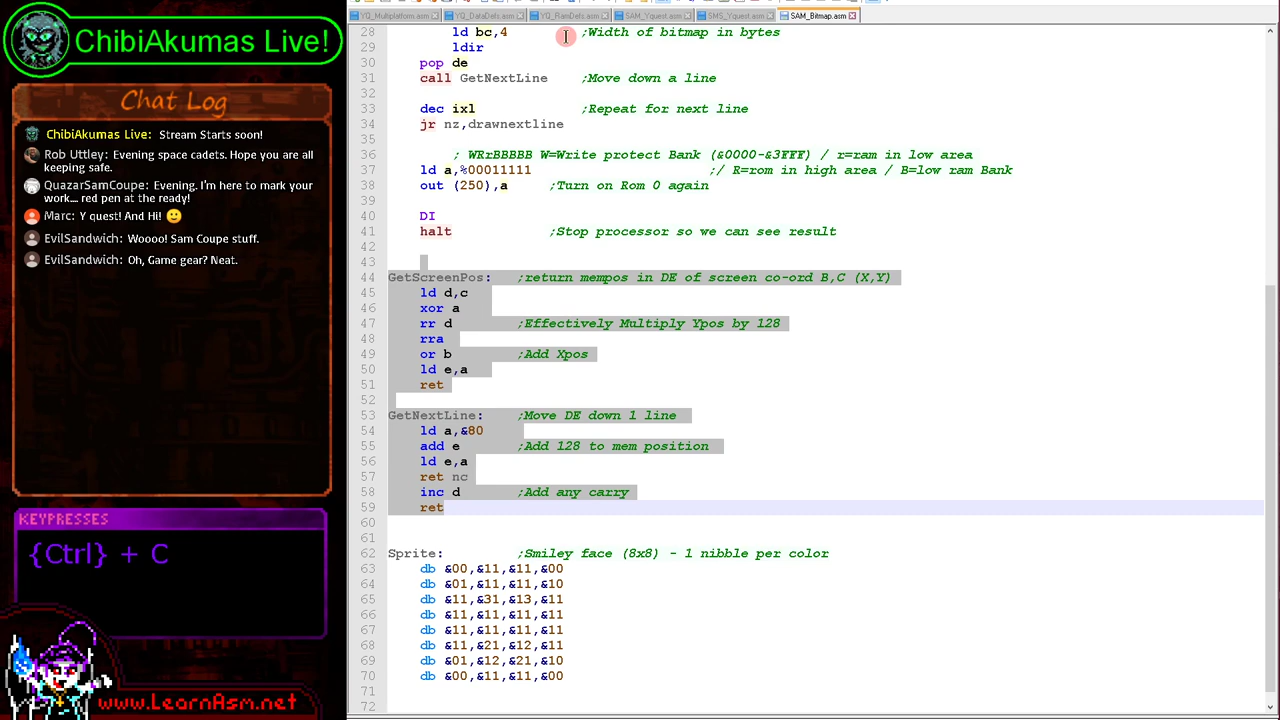 ChibiAkumas Live!
Chat Log
ChibiAkumas Live: Stream Starts soon!
Rob Uttley: Evening space cadets. Hope you are all
keeping safe.
QuazarSamCoupe: Evening. I'm here to mark your
work.... red pen at the ready!
Marc: Y quest! And Hi! 🙂
EvilSandwich: Woooo! Sam Coupe stuff.
EvilSandwich: Oh, Game gear? Neat.
KEYPRESSES
{Ctrl} + C
www.LearnAsm.net
YQ_Multiplatform.asm YQ_DataDefs.asm YQ_RamDefs.asm SAM_Yquest.asm SMS_Yquest.asm SAM_Bitmap.asm
28 ld bc,4 ;Width of bitmap in bytes
29 ldir
30 pop de
31 call GetNextLine ;Move down a line
32
33 dec ixl ;Repeat for next line
34 jr nz,drawnextline
35
36 ; WRrBBBBB W=Write protect Bank (&0000-&3FFF) / r=ram in low area
37 ld a,%00011111 ;/ R=rom in high area / B=low ram Bank
38 out (250),a ;Turn on Rom 0 again
39
40 DI
41 halt ;Stop processor so we can see result
42
43
44 GetScreenPos: ;return mempos in DE of screen co-ord B,C (X,Y)
45 ld d,c
46 xor a
47 rr d ;Effectively Multiply Ypos by 128
48 rra
49 or b ;Add Xpos
50 ld e,a
51 ret
52
53 GetNextLine: ;Move DE down 1 line
54 ld a,&80
55 add e ;Add 128 to mem position
56 ld e,a
57 ret nc
58 inc d ;Add any carry
59 ret
60
61
62 Sprite: ;Smiley face (8x8) - 1 nibble per color
63 db &00,&11,&11,&00
64 db &01,&11,&11,&10
65 db &11,&31,&13,&11
66 db &11,&11,&11,&11
67 db &11,&11,&11,&11
68 db &11,&21,&12,&11
69 db &01,&12,&21,&10
70 db &00,&11,&11,&00
71
72